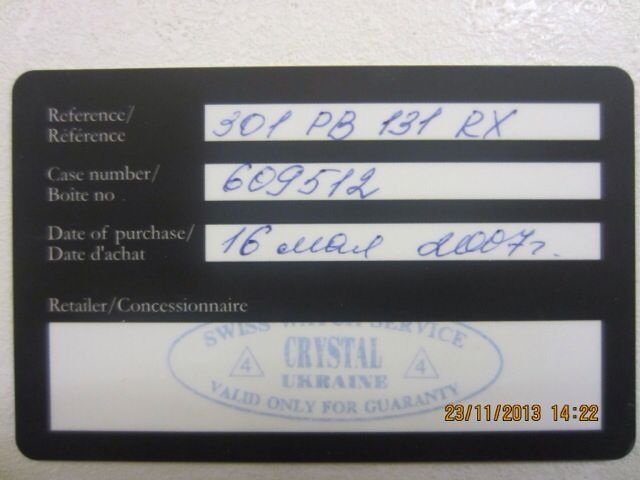 Reference/ 301 PB 131 RX
Référence
Case number/ 609512
Boite no
Date of purchase/ 16 мая 2007г.
Date d'achat
Retailer/Concessionnaire
SWISS WATCH SERVICE
4 CRYSTAL 4
UKRAINE
VALID ONLY FOR GUARANTY
23/11/2013 14:22